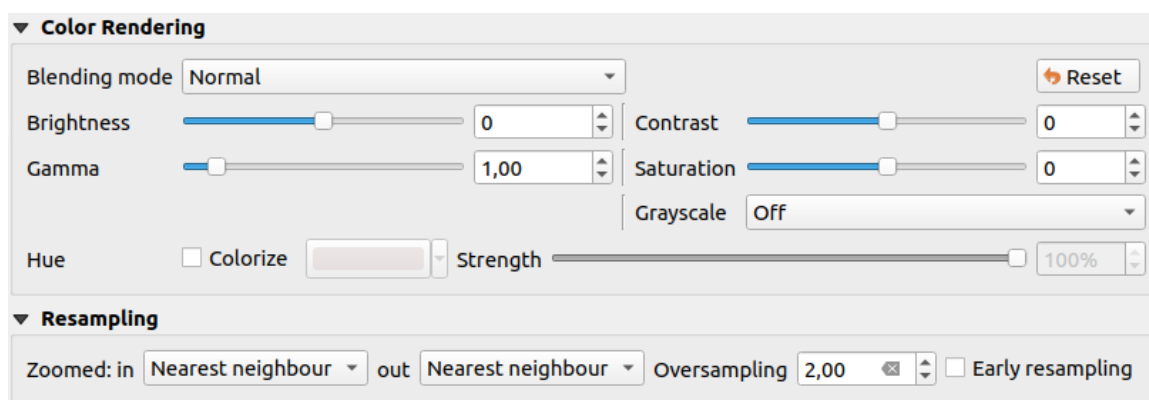 Color Rendering
Blending mode Normal Reset
Brightness 0 Contrast 0
Gamma 1,00 Saturation 0
Grayscale Off
Hue Colorize Strength 100%
Resampling
Zoomed: in Nearest neighbour out Nearest neighbour Oversampling 2,00 Early resampling